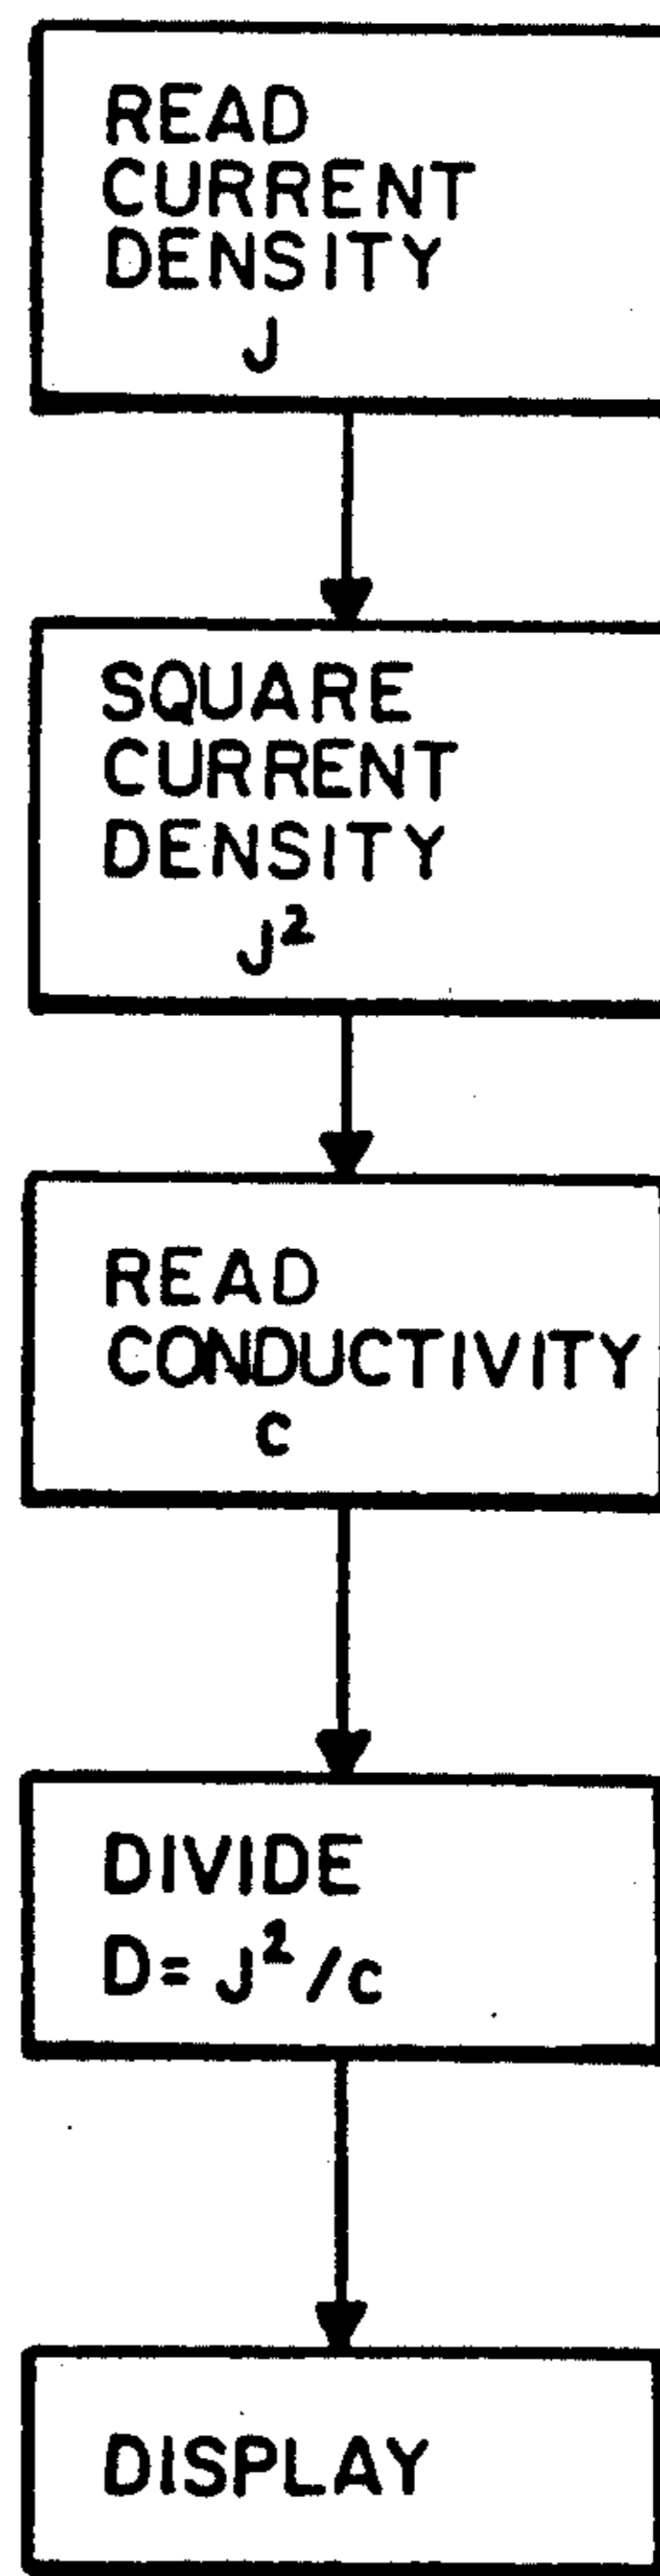 READ
CURRENT
DENSITY
J
SQUARE
CURRENT
DENSITY
J²
READ
CONDUCTIVITY
C
DIVIDE
D= J²/C
DISPLAY